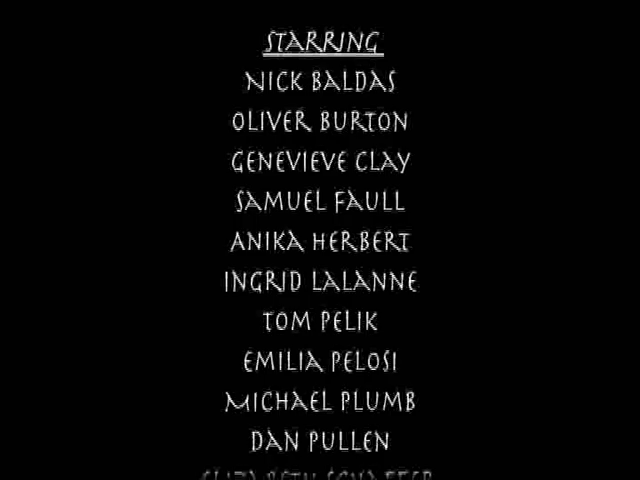 STARRING
NICK BALDAS
OLIVER BURTON
GENEVIEVE CLAY
SAMUEL FAULL
ANIKA HERBERT
INGRID LALANNE
TOM PELIK
EMILIA PELOSI
MICHAEL PLUMB
DAN PULLEN